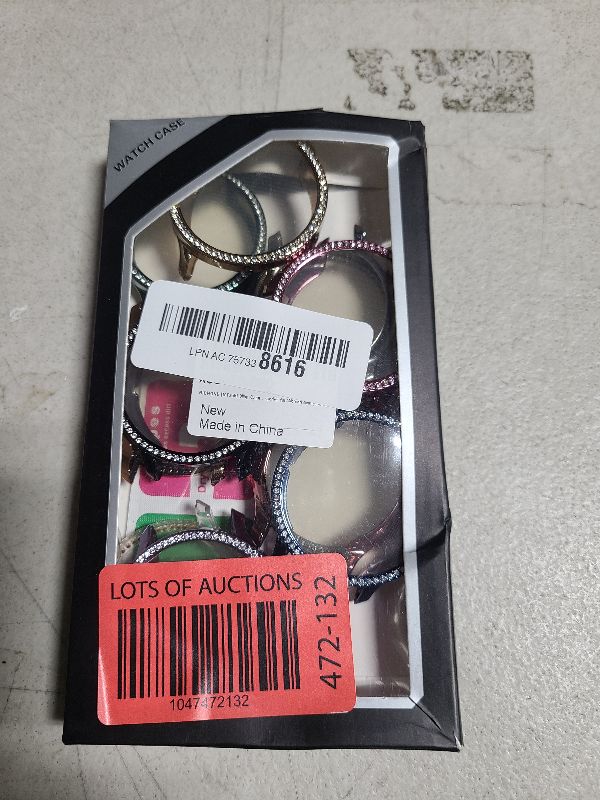 WATCH CASE
LPN AC 75733 8616
New
Made in China
LOTS OF AUCTIONS
472-132
1047472132